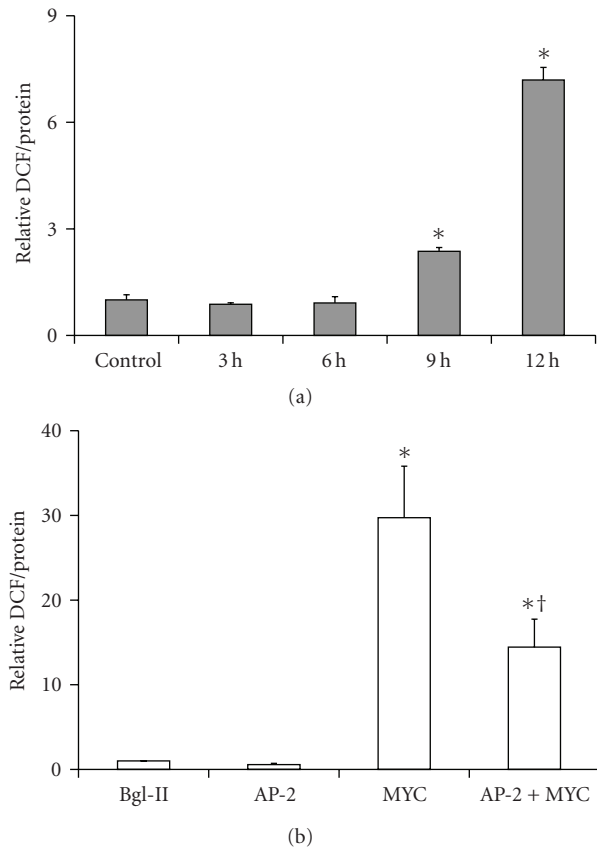 Relative DCF/protein
9
6
3
0
*
*
Control 3 h 6 h 9 h 12 h
(a)
Relative DCF/protein
40
30
20
10
0
*
*†
Bgl-II AP-2 MYC AP-2 + MYC
(b)